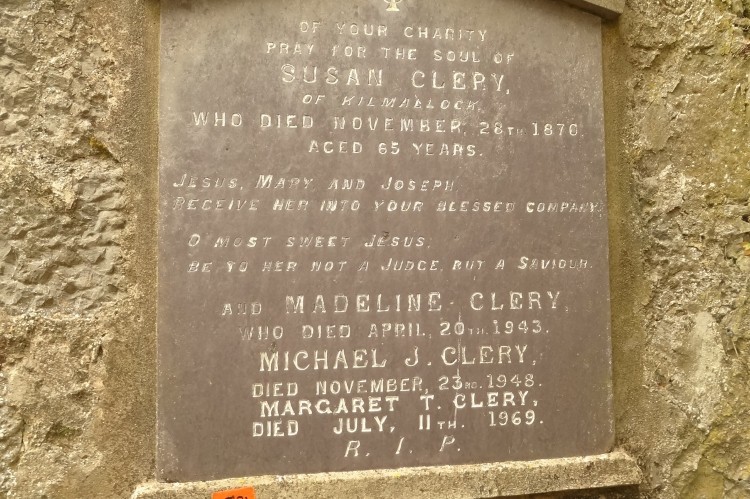 OF YOUR CHARITY
PRAY FOR THE SOUL OF
SUSAN CLERY,
OF KILMALLOCK,
WHO DIED NOVEMBER, 28TH 1870.
AGED 65 YEARS.
JESUS, MARY AND JOSEPH,
RECEIVE HER INTO YOUR BLESSED COMPANY.
O MOST SWEET JESUS;
BE TO HER NOT A JUDGE, BUT A SAVIOUR.
AND MADELINE CLERY,
WHO DIED APRIL, 20TH. 1943.
MICHAEL J. CLERY,
DIED NOVEMBER, 23RD. 1948.
MARGARET T. CLERY,
DIED JULY, 11TH. 1969.
R. I. P.